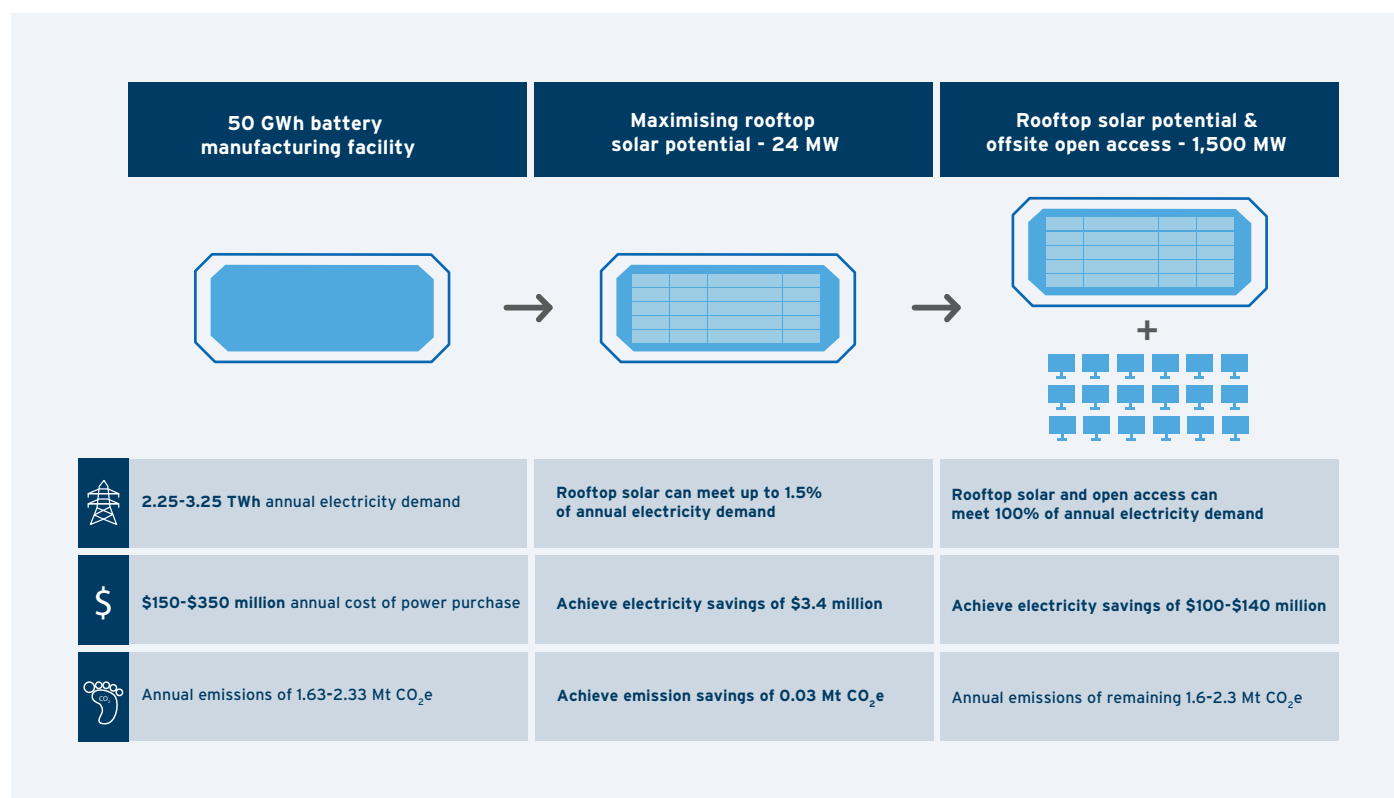 50 GWh battery
manufacturing facility
Maximising rooftop
solar potential - 24 MW
Rooftop solar potential &
offsite open access - 1,500 MW
+
2.25-3.25 TWh annual electricity demand
Rooftop solar can meet up to 1.5%
of annual electricity demand
Rooftop solar and open access can
meet 100% of annual electricity demand
$
$150-$350 million annual cost of power purchase
Achieve electricity savings of $3.4 million
Achieve electricity savings of $100-$140 million
CO₂
Annual emissions of 1.63-2.33 Mt CO₂e
Achieve emission savings of 0.03 Mt CO₂e
Annual emissions of remaining 1.6-2.3 Mt CO₂e